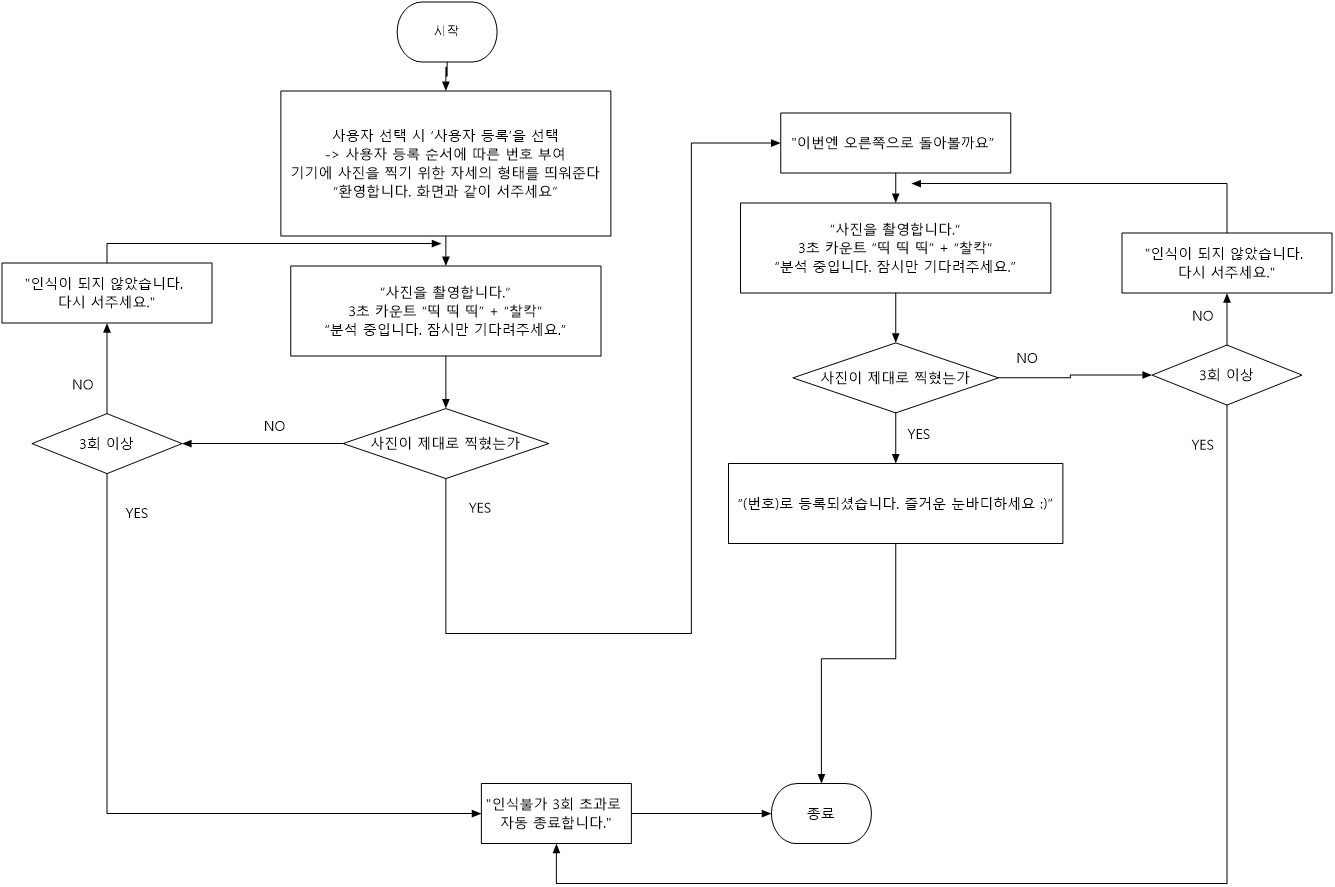 시작
사용자 선택 시 ‘사용자 등록’을 선택
-> 사용자 등록 순서에 따른 번호 부여
기기에 사진을 찍기 위한 자세의 형태를 띄워준다
“환영합니다. 화면과 같이 서주세요”
"인식이 되지 않았습니다.
다시 서주세요."
“사진을 촬영합니다.”
3초 카운트 “띡 띡 띡” + “찰칵”
“분석 중입니다. 잠시만 기다려주세요.”
NO
3회 이상
NO
사진이 제대로 찍혔는가
YES
YES
"이번엔 오른쪽으로 돌아볼까요”
“사진을 촬영합니다.”
3초 카운트 “띡 띡 띡” + “찰칵”
“분석 중입니다. 잠시만 기다려주세요.”
"인식이 되지 않았습니다.
다시 서주세요."
NO
사진이 제대로 찍혔는가
NO
3회 이상
YES
YES
“(번호)로 등록되셨습니다. 즐거운 눈바디하세요 :)”
"인식불가 3회 초과로
자동 종료합니다."
종료